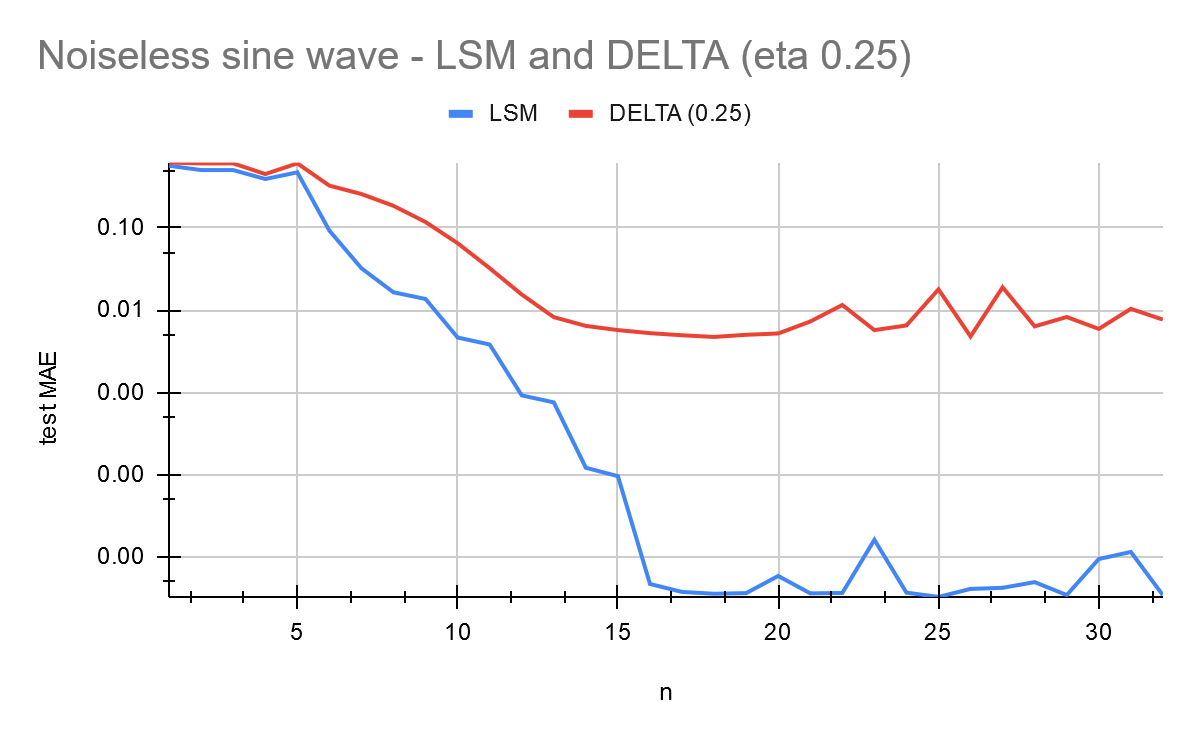 Noiseless sine wave - LSM and DELTA (eta 0.25)
LSM DELTA (0.25)
0.10
0.01
0.00
0.00
0.00
test MAE
5 10 15 20 25 30
n